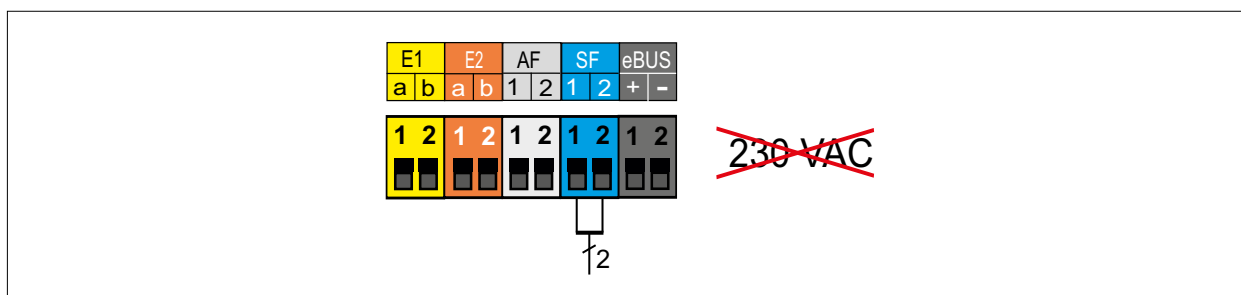 E1 E2 AF SF eBUS
a b a b 1 2 1 2 + -
1 2 1 2 1 2 1 2 1 2
230 VAC
2